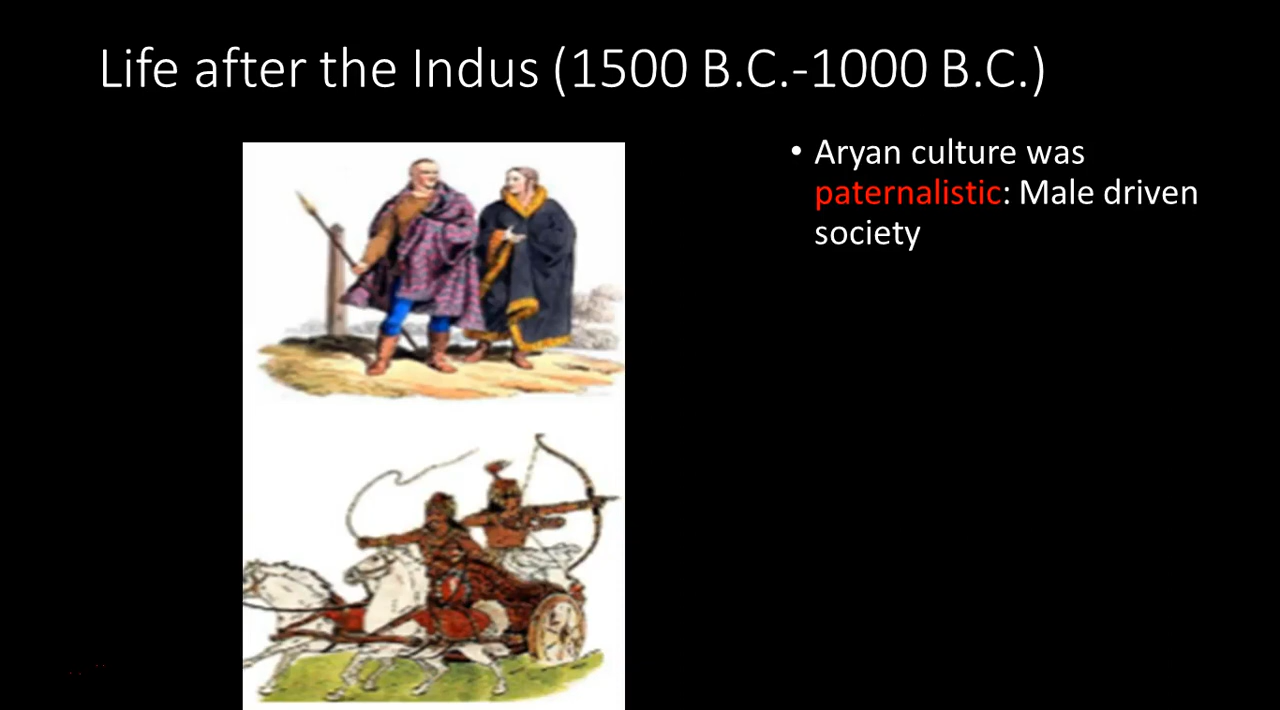 Life after the Indus (1500 B.C.-1000 B.C.)
• Aryan culture was
paternalistic: Male driven
society